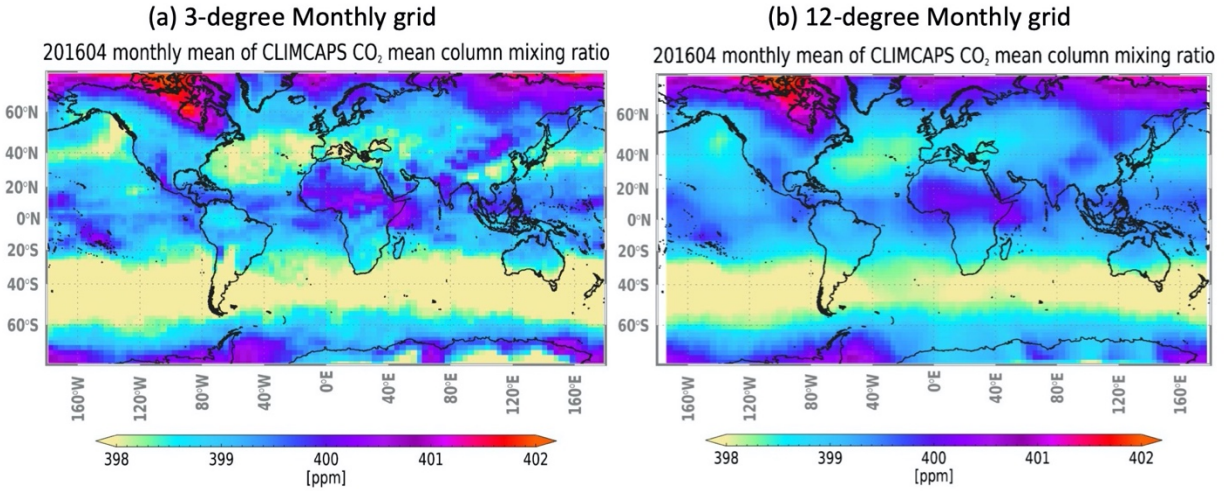 (a) 3-degree Monthly grid
201604 monthly mean of CLIMCAPS CO₂ mean column mixing ratio
60°N
40°N
20°N
0°N
20°S
40°S
60°S
160°W 120°W 80°W 40°W 0°E 40°E 80°E 120°E 160°E
398 399 400 401 402
[ppm]
(b) 12-degree Monthly grid
201604 monthly mean of CLIMCAPS CO₂ mean column mixing ratio
60°N
40°N
20°N
0°N
20°S
40°S
60°S
160°W 120°W 80°W 40°W 0°E 40°E 80°E 120°E 160°E
398 399 400 401 402
[ppm]